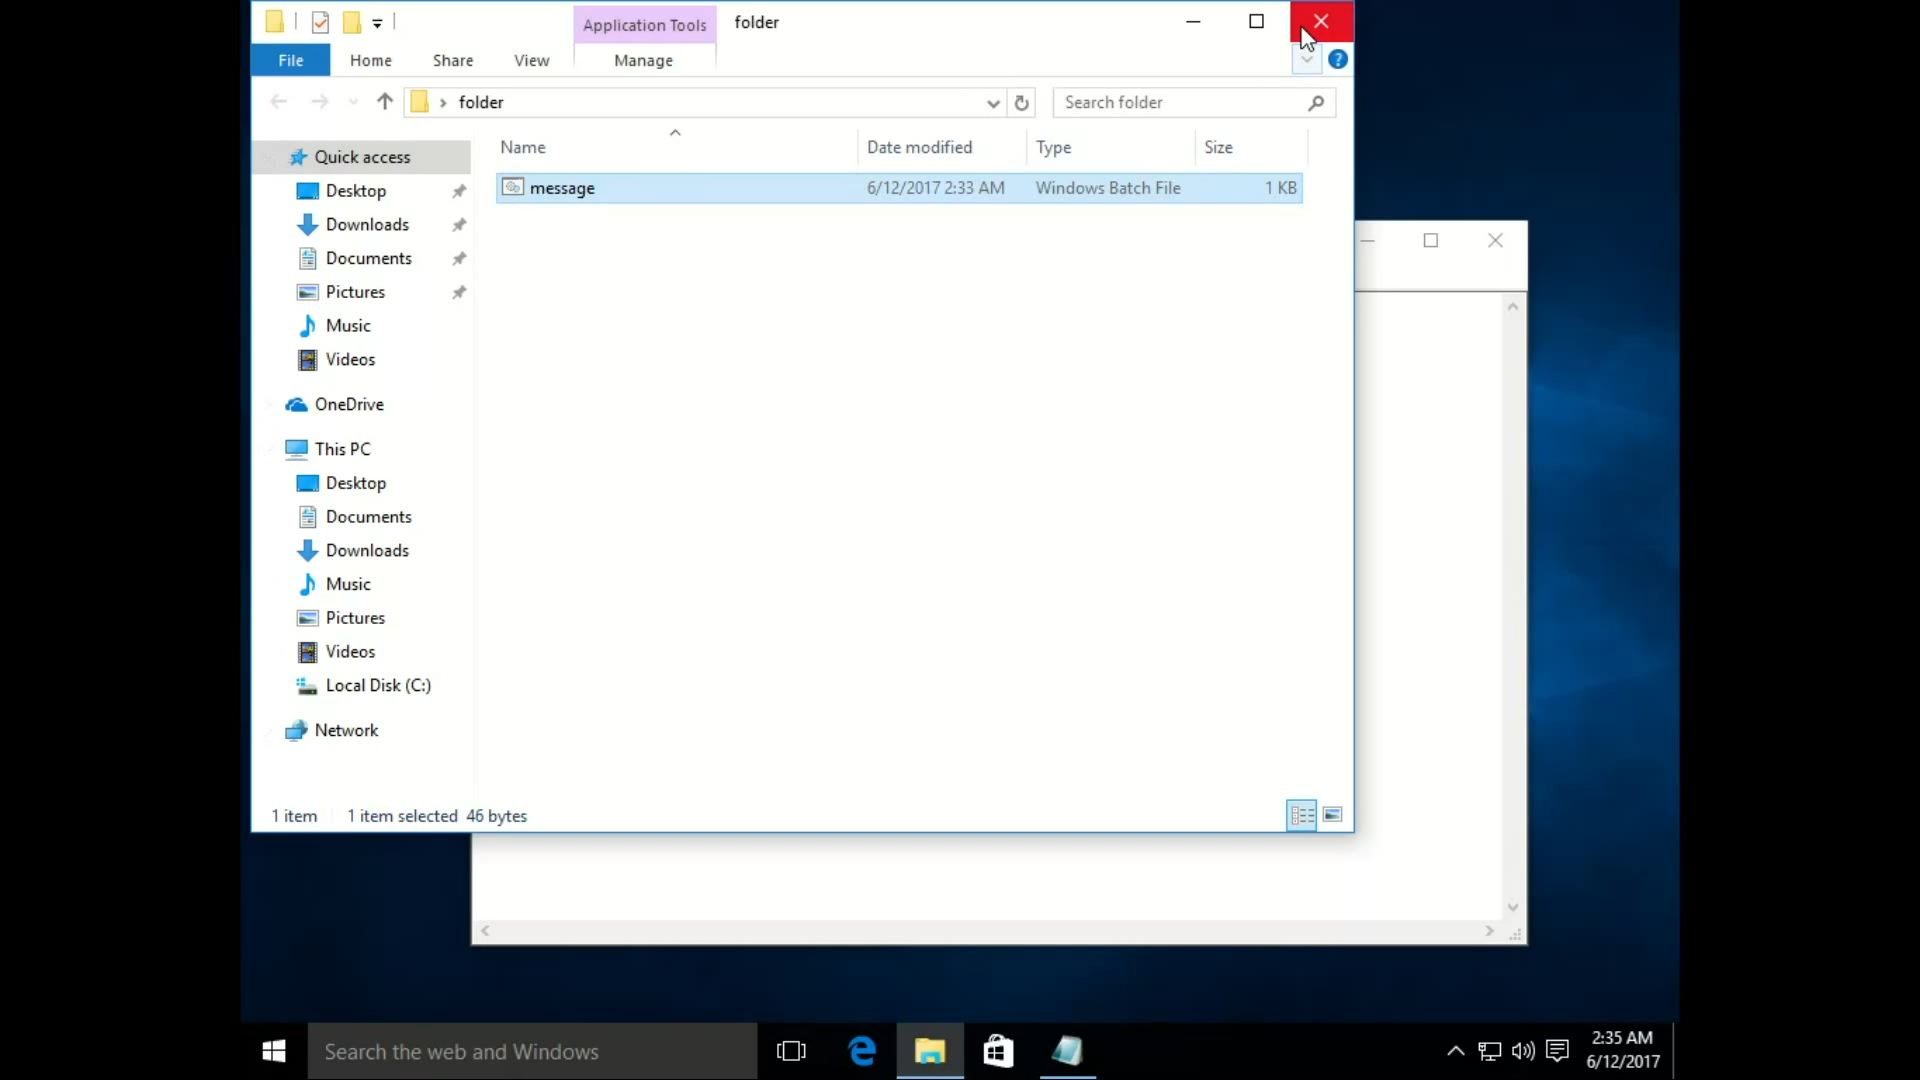 Application Tools folder
File Home Share View Manage ?
folder Search folder
Name Date modified Type Size
message 6/12/2017 2:33 AM Windows Batch File 1 KB
Quick access
Desktop
Downloads
Documents
Pictures
Music
Videos
OneDrive
This PC
Desktop
Documents
Downloads
Music
Pictures
Videos
Local Disk (C:)
Network
1 item 1 item selected 46 bytes
Search the web and Windows
2:35 AM
6/12/2017